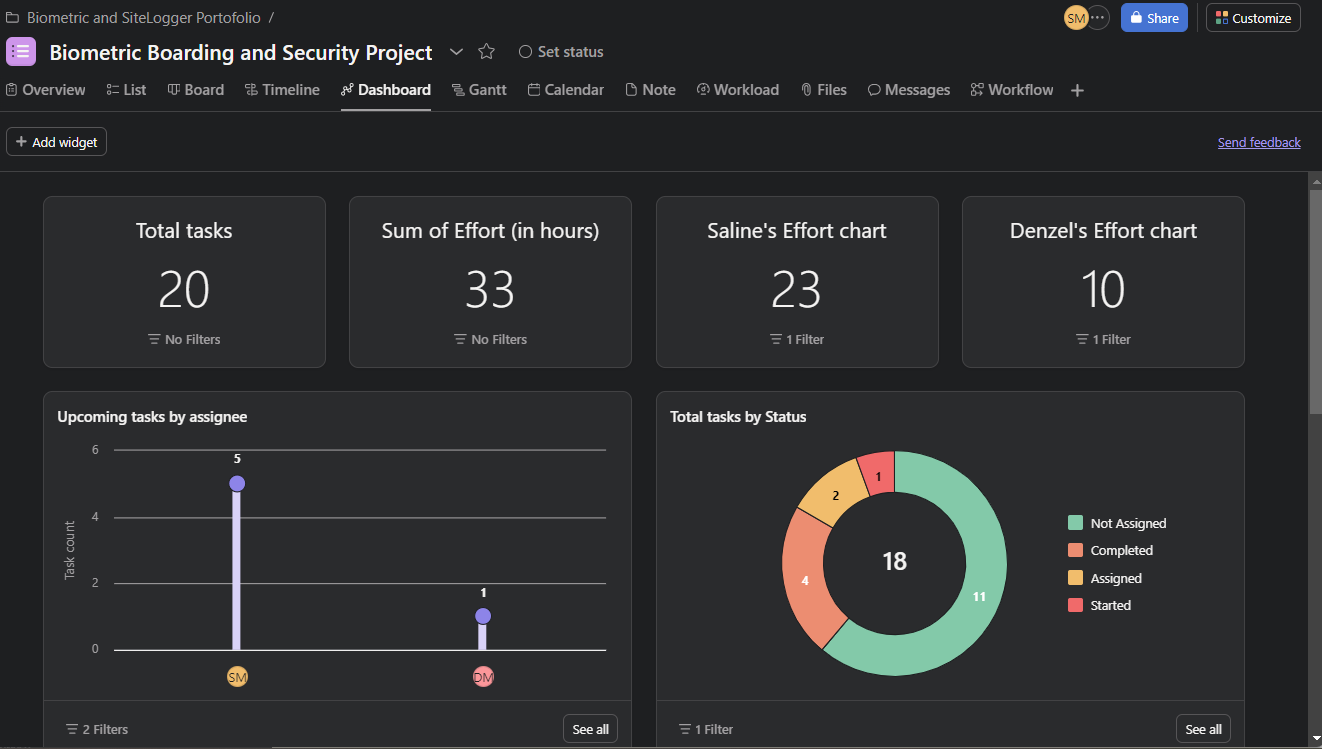 Biometric and SiteLogger Portofolio /
SM
Share
Customize
Biometric Boarding and Security Project
Set status
Overview List Board Timeline Dashboard Gantt Calendar Note Workload Files Messages Workflow +
+ Add widget
Send feedback
Total tasks
20
No Filters
Sum of Effort (in hours)
33
No Filters
Saline's Effort chart
23
1 Filter
Denzel's Effort chart
10
1 Filter
Upcoming tasks by assignee
Task count
6
4
2
0
5
1
SM
DM
2 Filters
See all
Total tasks by Status
1
2
4
11
18
Not Assigned
Completed
Assigned
Started
1 Filter
See all